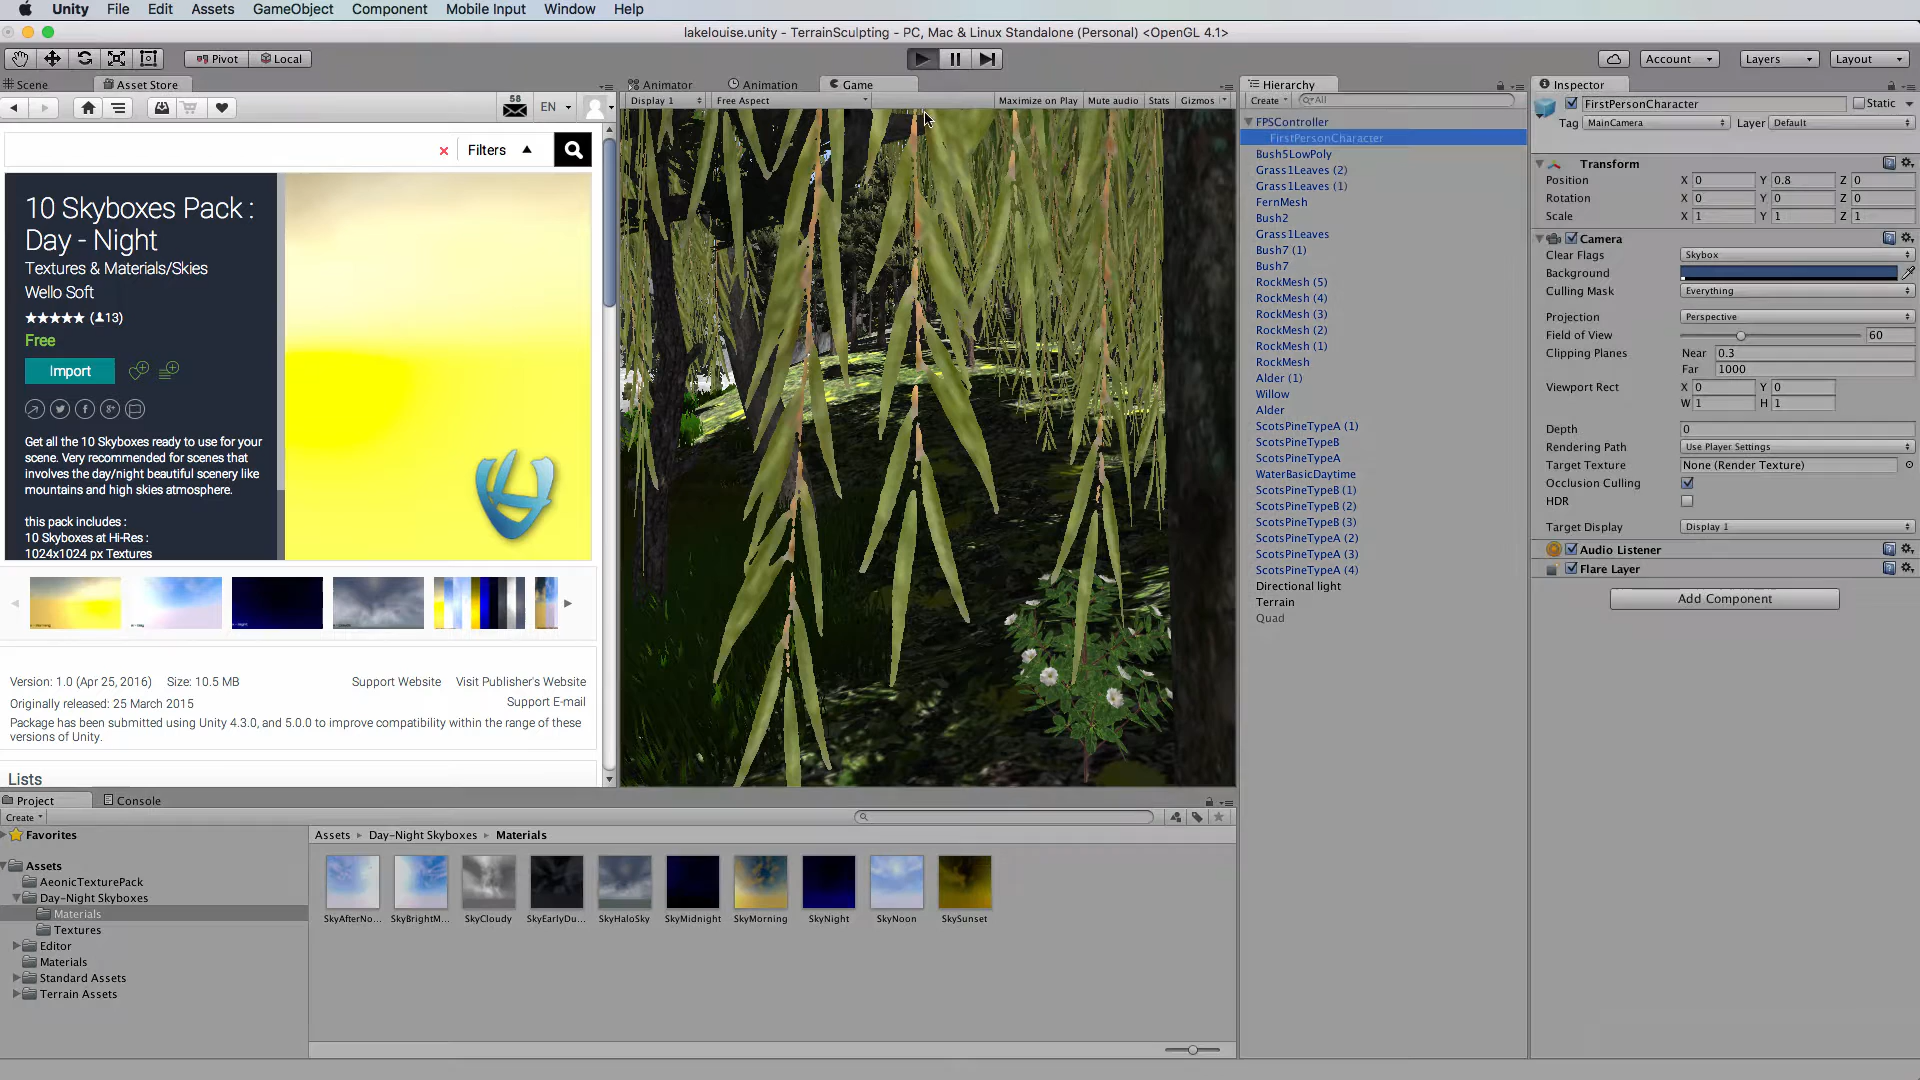 Unity File Edit Assets GameObject Component Mobile Input Window Help
lakelouise.unity - TerrainSculpting - PC, Mac & Linux Standalone (Personal) <OpenGL 4.1>
Pivot Local Account Layers Layout
Scene Asset Store
EN
58
Filters
10 Skyboxes Pack :
Day - Night
Textures & Materials/Skies
Wello Soft
(13)
Free
Import
Get all the 10 Skyboxes ready to use for your
scene. Very recommended for scenes that
involves the day/night beautiful scenery like
mountains and high skies atmosphere.
this pack includes :
10 Skyboxes at Hi-Res :
1024x1024 px Textures
Version: 1.0 (Apr 25, 2016) Size: 10.5 MB Support Website Visit Publisher's Website
Originally released: 25 March 2015 Support E-mail
Package has been submitted using Unity 4.3.0, and 5.0.0 to improve compatibility within the range of these
versions of Unity.
Lists
Animator Animation Game
Display 1 Free Aspect Maximize on Play Mute audio Stats Gizmos
Hierarchy
Create All
FPSController
FirstPersonCharacter
Bush5LowPoly
Grass1Leaves (2)
Grass1Leaves (1)
FernMesh
Bush2
Grass1Leaves
Bush7 (1)
Bush7
RockMesh (5)
RockMesh (4)
RockMesh (3)
RockMesh (2)
RockMesh (1)
RockMesh
Alder (1)
Willow
Alder
ScotsPineTypeA (1)
ScotsPineTypeB
ScotsPineTypeA
WaterBasicDaytime
ScotsPineTypeB (1)
ScotsPineTypeB (2)
ScotsPineTypeB (3)
ScotsPineTypeA (2)
ScotsPineTypeA (3)
ScotsPineTypeA (4)
Directional light
Terrain
Quad
Inspector
FirstPersonCharacter Static
Tag MainCamera Layer Default
Transform
Position X 0 Y 0.8 Z 0
Rotation X 0 Y 0 Z 0
Scale X 1 Y 1 Z 1
Camera
Clear Flags Skybox
Background
Culling Mask Everything
Projection Perspective
Field of View 60
Clipping Planes Near 0.3
Far 1000
Viewport Rect X 0 Y 0
W 1 H 1
Depth 0
Rendering Path Use Player Settings
Target Texture None (Render Texture)
Occlusion Culling
HDR
Target Display Display 1
Audio Listener
Flare Layer
Add Component
Project Console
Create
Favorites
Assets
AeonicTexturePack
Day-Night Skyboxes
Materials
Textures
Editor
Materials
Standard Assets
Terrain Assets
Assets Day-Night Skyboxes Materials
SkyAfterNo... SkyBrightM... SkyCloudy SkyEarlyDu... SkyHaloSky SkyMidnight SkyMorning SkyNight SkyNoon SkySunset